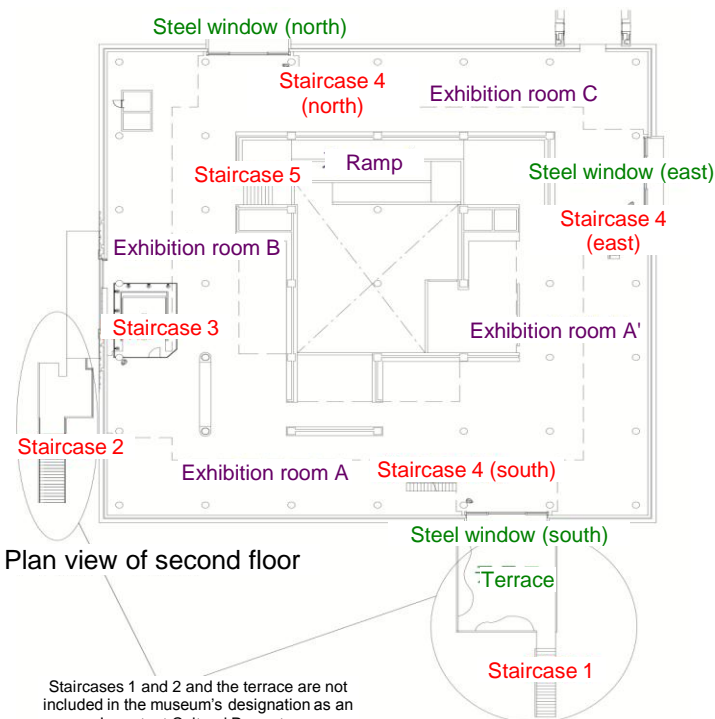 Steel window (north)
Staircase 4
(north)
Exhibition room C
Ramp
Staircase 5
Steel window (east)
Staircase 4
(east)
Exhibition room B
Staircase 3
Exhibition room A'
Staircase 2
Exhibition room A
Staircase 4 (south)
Steel window (south)
Plan view of second floor
Terrace
Staircase 1
Staircases 1 and 2 and the terrace are not
included in the museum's designation as an